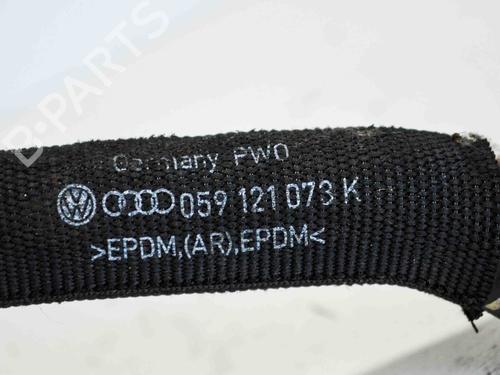 Germany PWO
059 121 073 K
>EPDM,(AR),EPDM<
B-PARTS